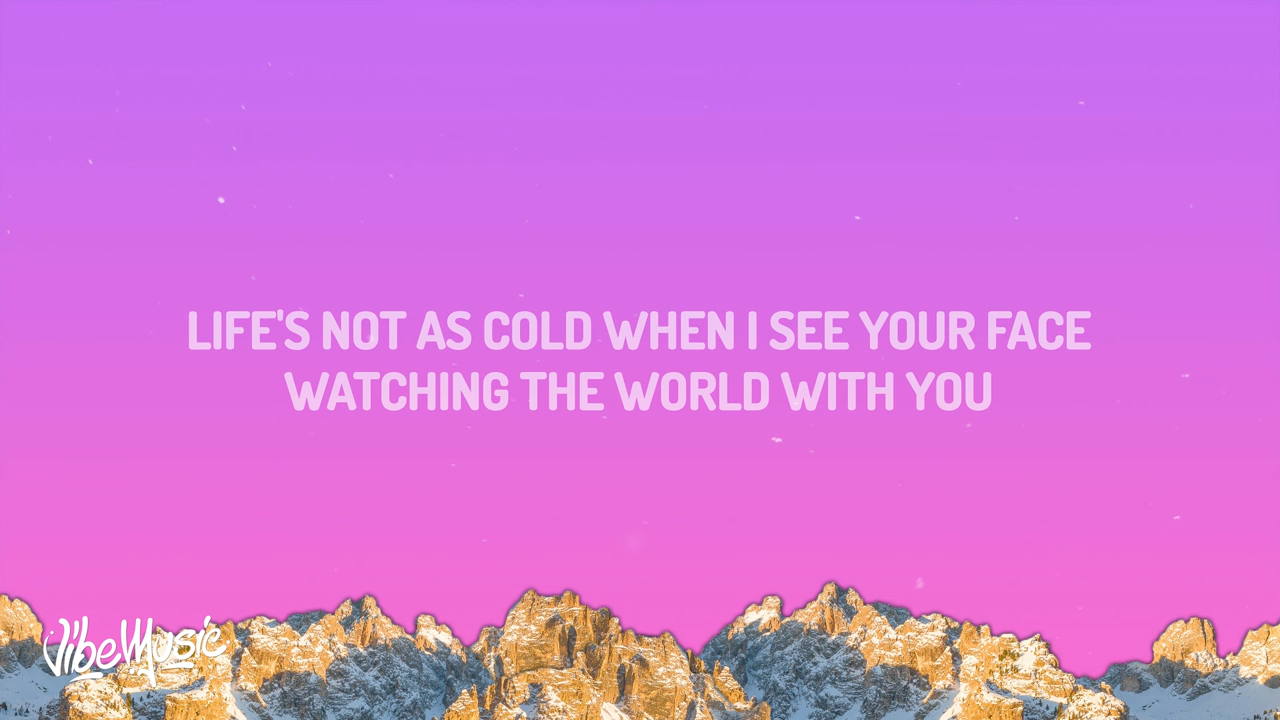 LIFE'S NOT AS COLD WHEN I SEE YOUR FACE
WATCHING THE WORLD WITH YOU
VibeMusic